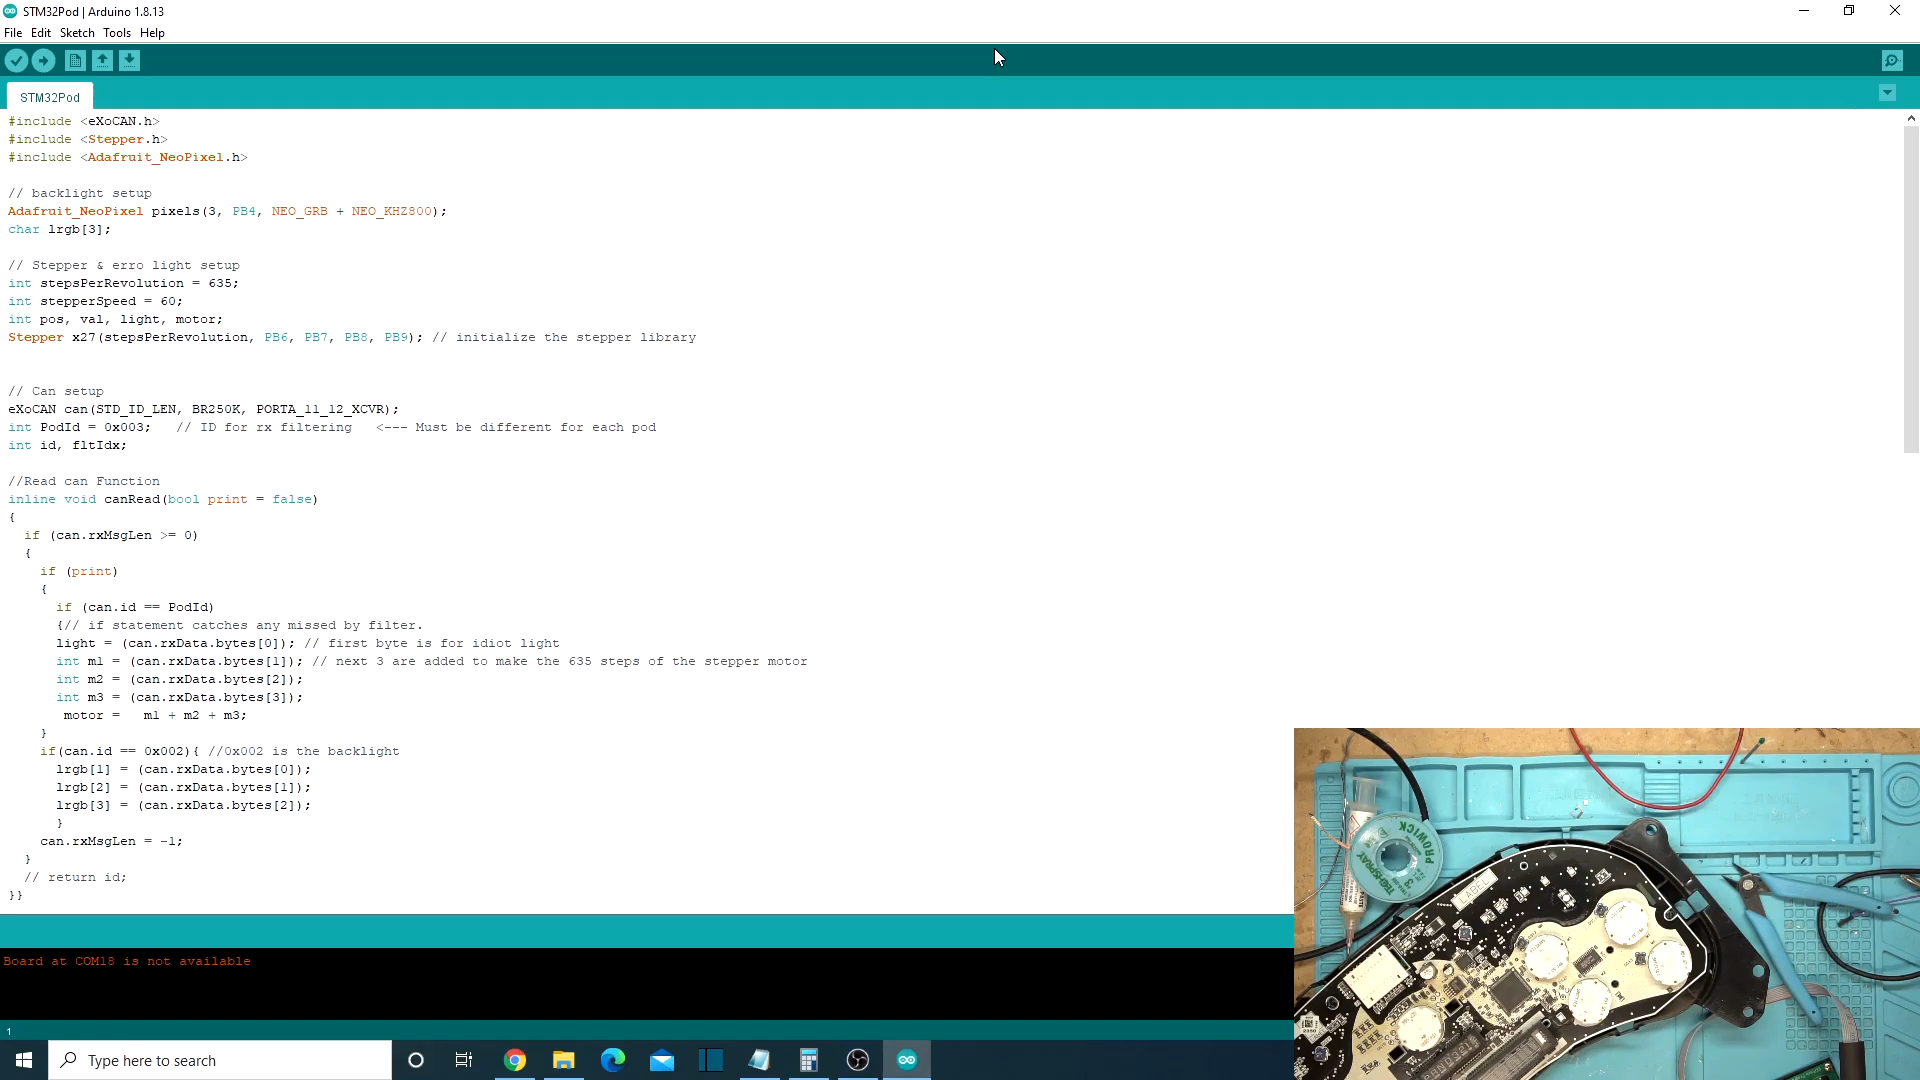 STM32Pod | Arduino 1.8.13
File Edit Sketch Tools Help
STM32Pod
#include <eXoCAN.h>
#include <Stepper.h>
#include <Adafruit_NeoPixel.h>
// backlight setup
Adafruit_NeoPixel pixels(3, PB4, NEO_GRB + NEO_KHZ800);
char lrgb[3];
// Stepper & erro light setup
int stepsPerRevolution = 635;
int stepperSpeed = 60;
int pos, val, light, motor;
Stepper x27(stepsPerRevolution, PB6, PB7, PB8, PB9); // initialize the stepper library
// Can setup
eXoCAN can(STD_ID_LEN, BR250K, PORTA_11_12_XCVR);
int PodId = 0x003;   // ID for rx filtering   <--- Must be different for each pod
int id, fltIdx;
//Read can Function
inline void canRead(bool print = false)
{
if (can.rxMsgLen >= 0)
{
if (print)
{
if (can.id == PodId)
{// if statement catches any missed by filter.
light = (can.rxData.bytes[0]); // first byte is for idiot light
int m1 = (can.rxData.bytes[1]); // next 3 are added to make the 635 steps of the stepper motor
int m2 = (can.rxData.bytes[2]);
int m3 = (can.rxData.bytes[3]);
motor =   m1 + m2 + m3;
}
if(can.id == 0x002){ //0x002 is the backlight
lrgb[1] = (can.rxData.bytes[0]);
lrgb[2] = (can.rxData.bytes[1]);
lrgb[3] = (can.rxData.bytes[2]);
}
can.rxMsgLen = -1;
}
// return id;
}}
PROWICK
TECHSPRAY
LABEL
Board at COM18 is not available
1
Type here to search